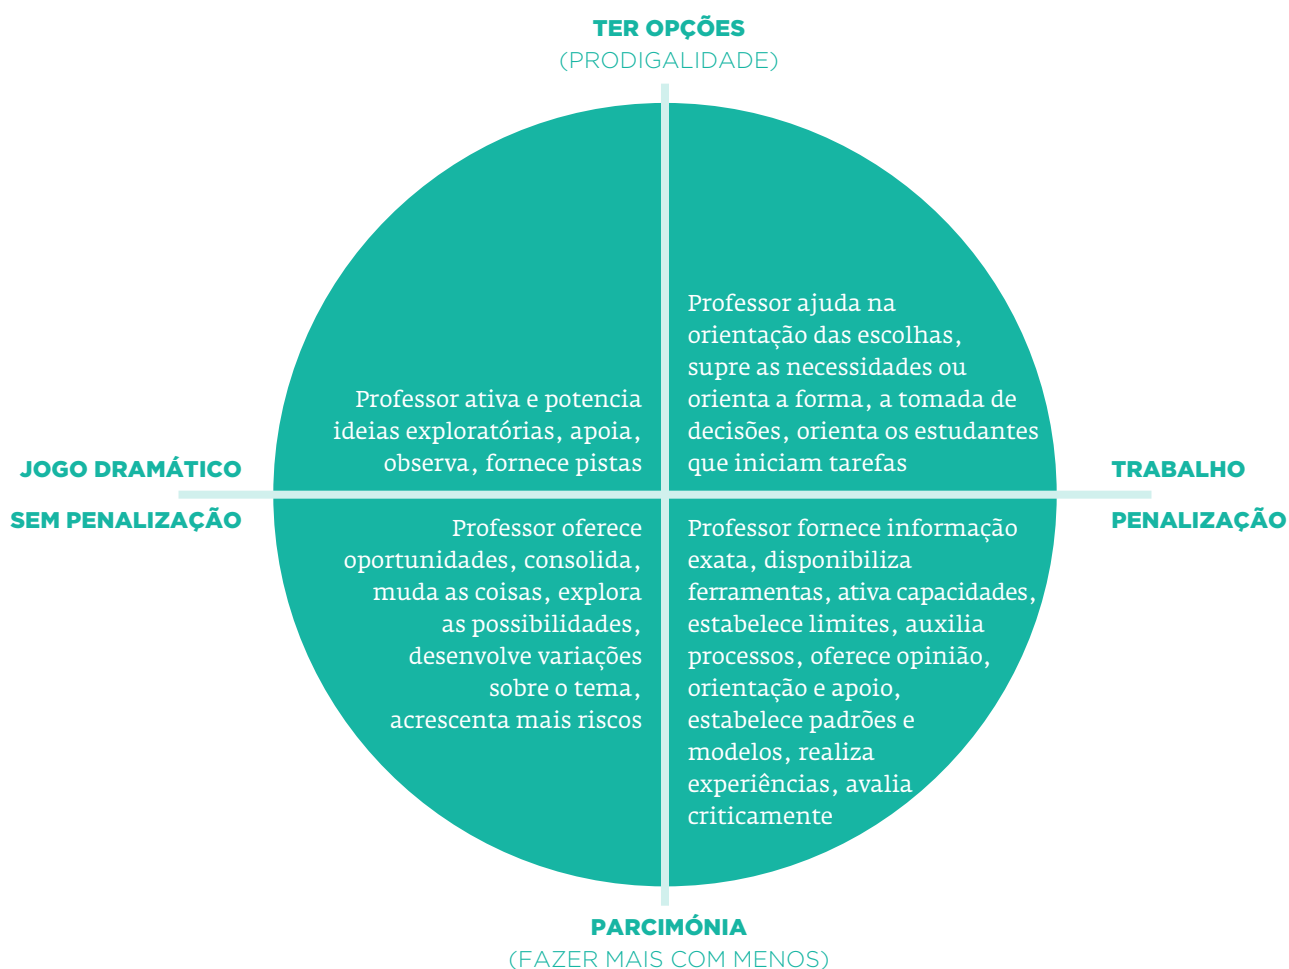 TER OPÇÕES
(PRODIGALIDADE)
Professor ativa e potencia
ideias exploratórias, apoia,
observa, fornece pistas
Professor ajuda na
orientação das escolhas,
supre as necessidades ou
orienta a forma, a tomada de
decisões, orienta os estudantes
que iniciam tarefas
JOGO DRAMÁTICO
SEM PENALIZAÇÃO
TRABALHO
PENALIZAÇÃO
Professor oferece
oportunidades, consolida,
muda as coisas, explora
as possibilidades,
desenvolve variações
sobre o tema,
acrescenta mais riscos
Professor fornece informação
exata, disponibiliza
ferramentas, ativa capacidades,
estabelece limites, auxilia
processos, oferece opinião,
orientação e apoio,
estabelece padrões e
modelos, realiza
experiências, avalia
criticamente
PARCIMÓNIA
(FAZER MAIS COM MENOS)